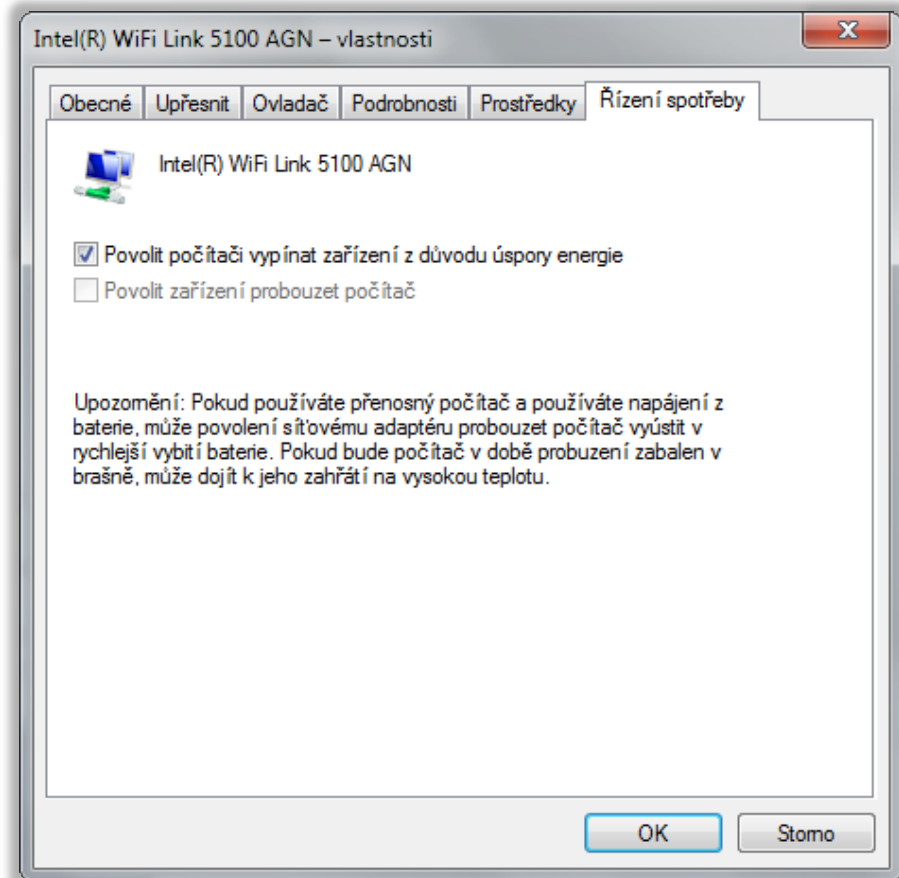 Intel(R) WiFi Link 5100 AGN – vlastnosti
Obecné Upřesnit Ovladač Podrobnosti Prostředky Řízení spotřeby
Intel(R) WiFi Link 5100 AGN
Povolit počítači vypínat zařízení z důvodu úspory energie
Povolit zařízení probouzet počítač
Upozornění: Pokud používáte přenosný počítač a používáte napájení z
baterie, může povolení síťovému adaptéru probouzet počítač vyústit v
rychlejší vybití baterie. Pokud bude počítač v době probuzení zabalen v
brašně, může dojít k jeho zahřátí na vysokou teplotu.
OK Storno